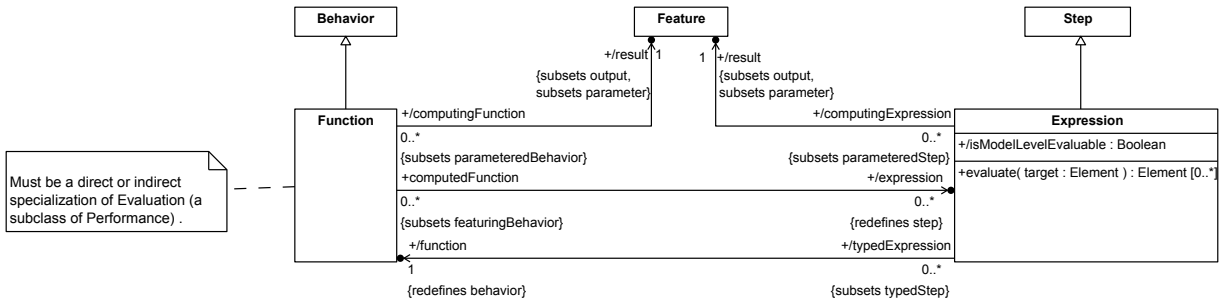 Behavior
Feature
Step
+/result
1
1
+/result
{subsets output,
subsets parameter}
{subsets output,
subsets parameter}
Function
+/computingFunction
0..*
{subsets parameteredBehavior}
+/computingExpression
0..*
{subsets parameteredStep}
Expression
+/isModelLevelEvaluable : Boolean
+evaluate( target : Element ) : Element [0..*]
Must be a direct or indirect
specialization of Evaluation (a
subclass of Performance) .
+computedFunction
0..*
{subsets featuringBehavior}
+/expression
0..*
{redefines step}
+/function
1
{redefines behavior}
+/typedExpression
0..*
{subsets typedStep}